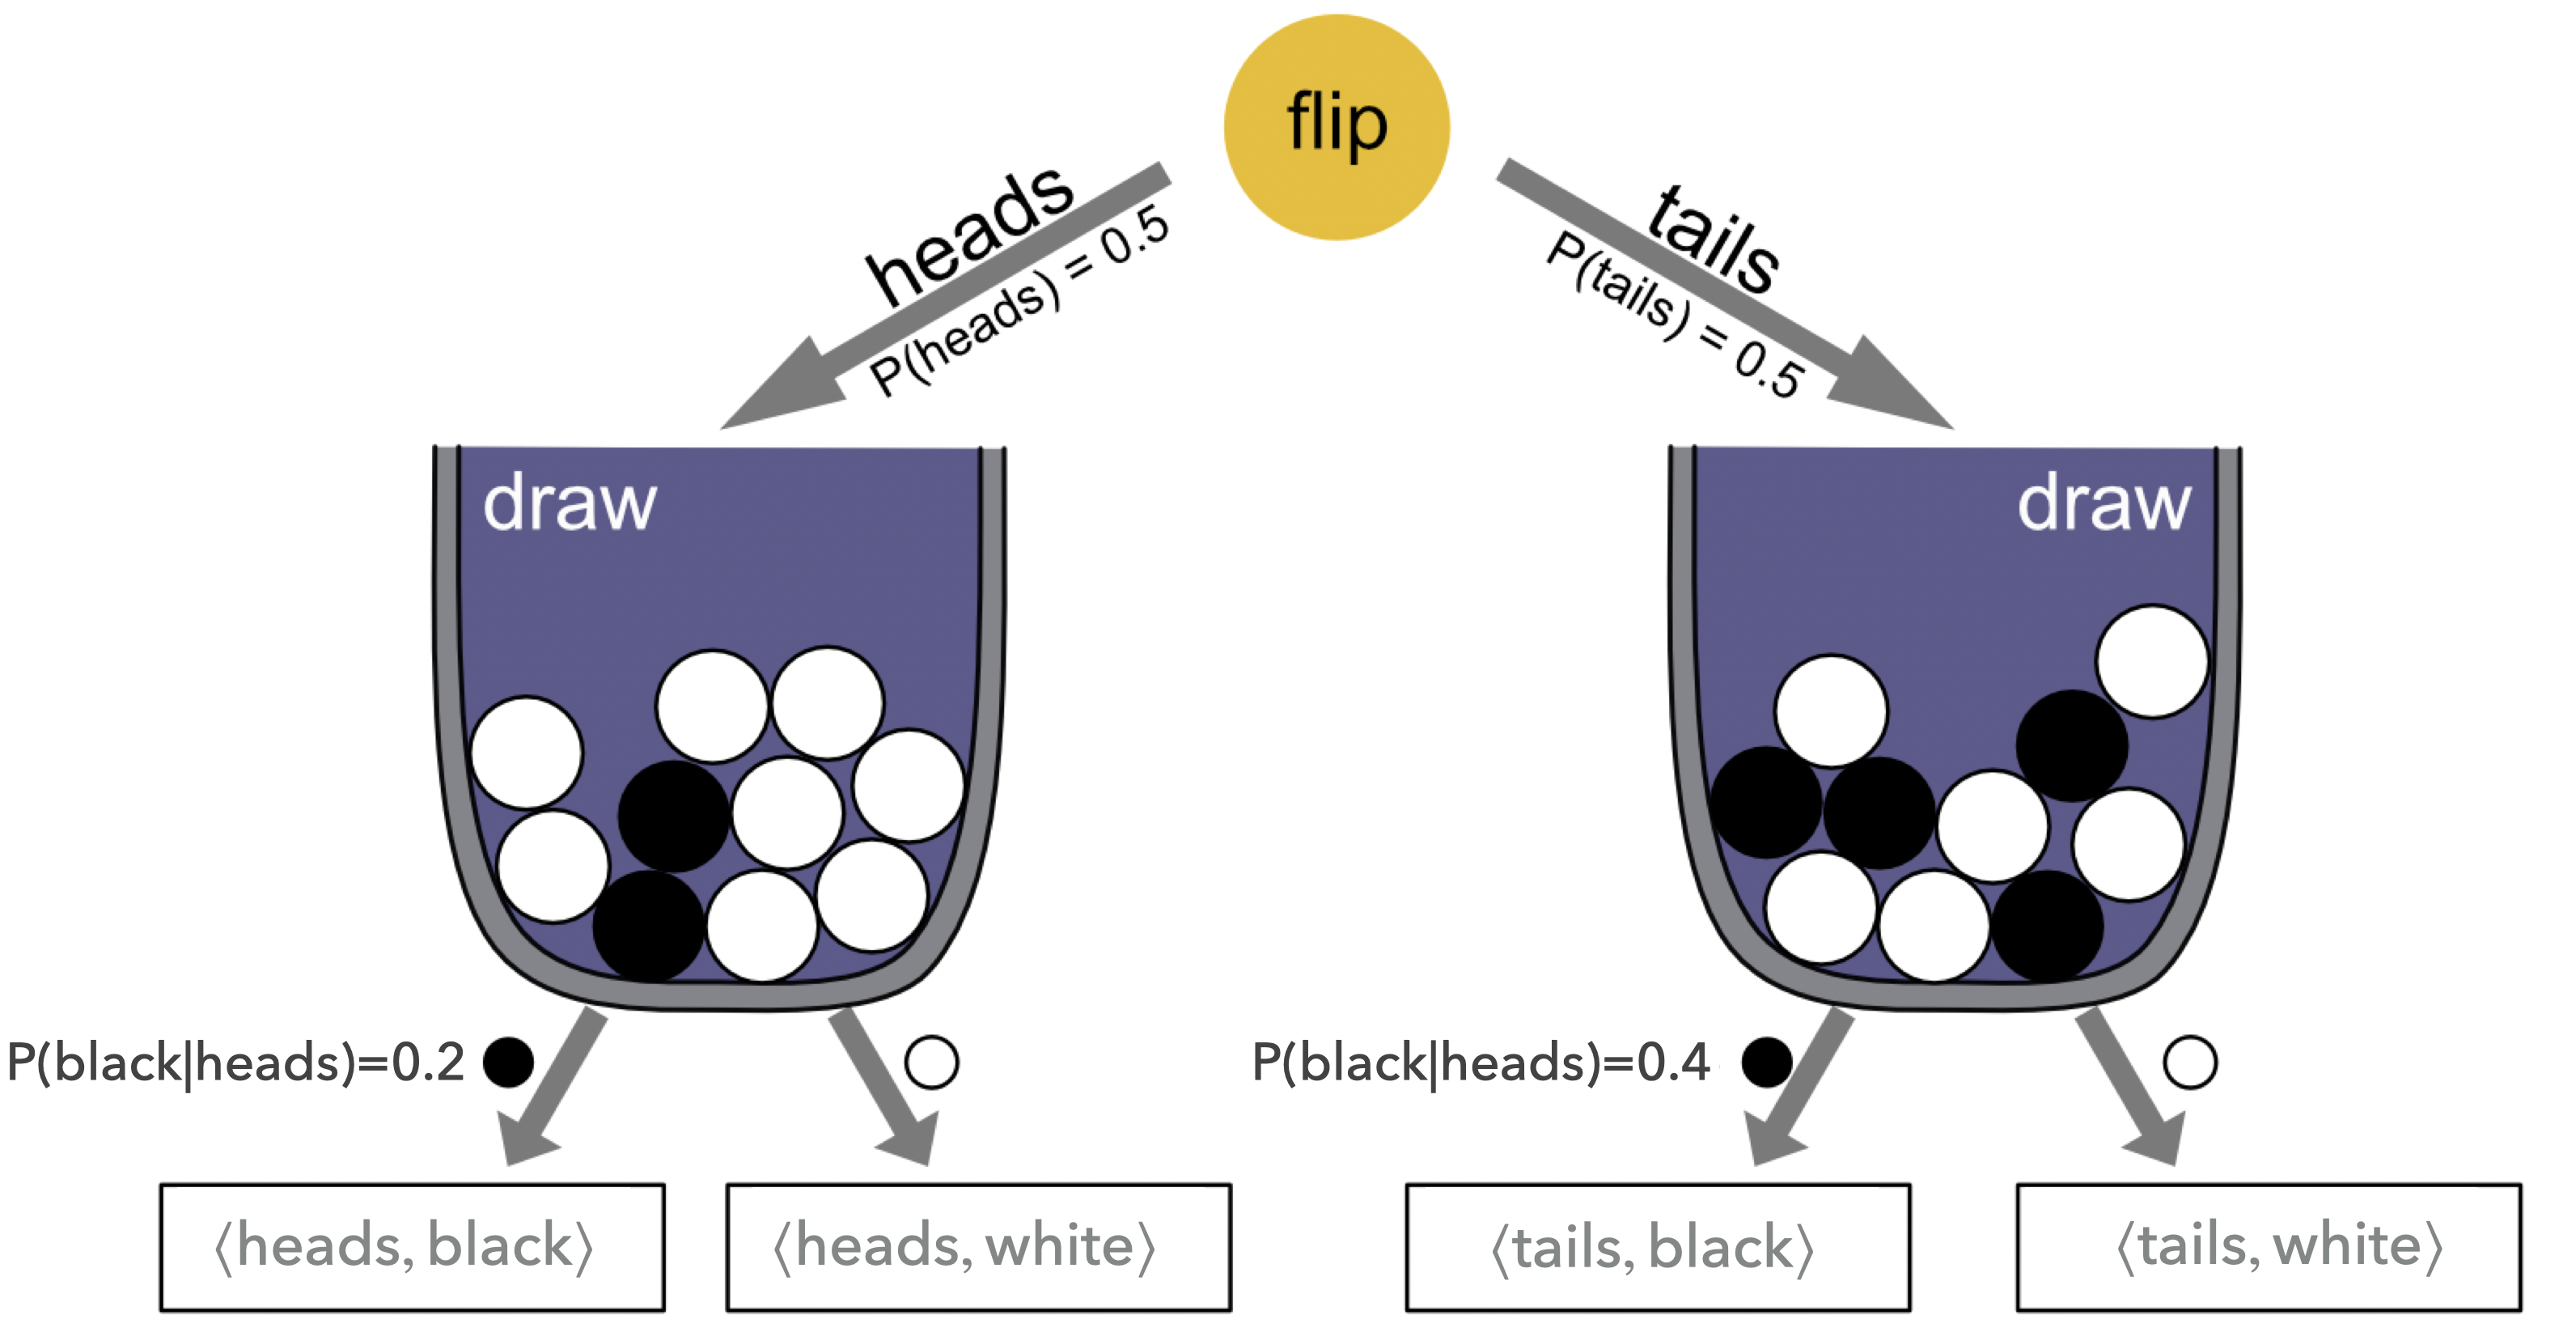 flip
heads
P(heads) = 0.5
tails
P(tails) = 0.5
draw
draw
P(black|heads)=0.2
P(black|heads)=0.4
⟨heads, black⟩
⟨heads, white⟩
⟨tails, black⟩
⟨tails, white⟩